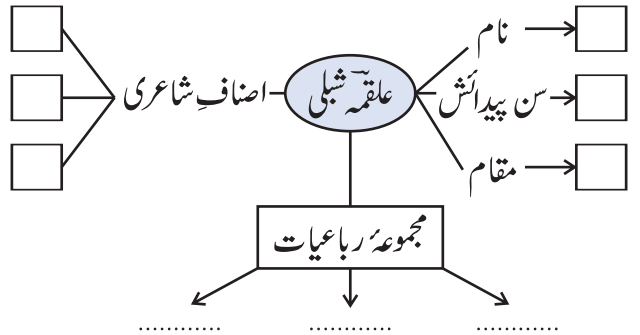 نام
علقمہ شبلی
سن پیدائش
اصنافِ شاعری
مقام
مجموعۂ رباعیات
............ ............ ............